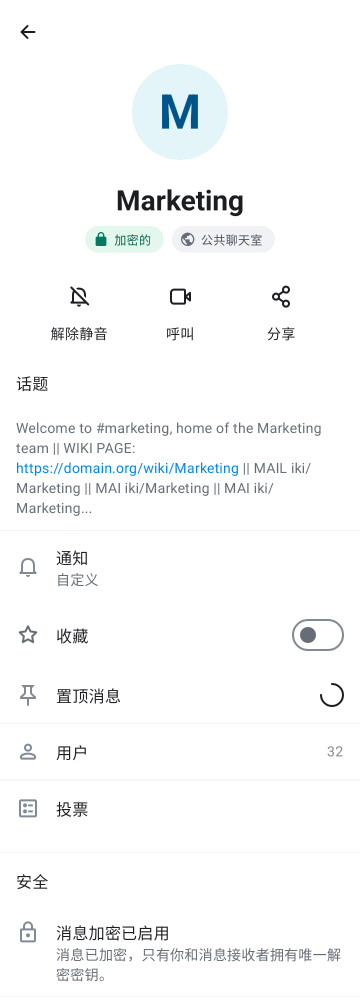 M
Marketing
加密的
公共聊天室
解除静音
呼叫
分享
话题
Welcome to #marketing, home of the Marketing
team || WIKI PAGE:
https://domain.org/wiki/Marketing || MAIL iki/
Marketing || MAI iki/Marketing || MAI iki/
Marketing...
通知
自定义
收藏
置顶消息
用户
32
投票
安全
消息加密已启用
消息已加密，只有你和消息接收者拥有唯一解
密密钥。